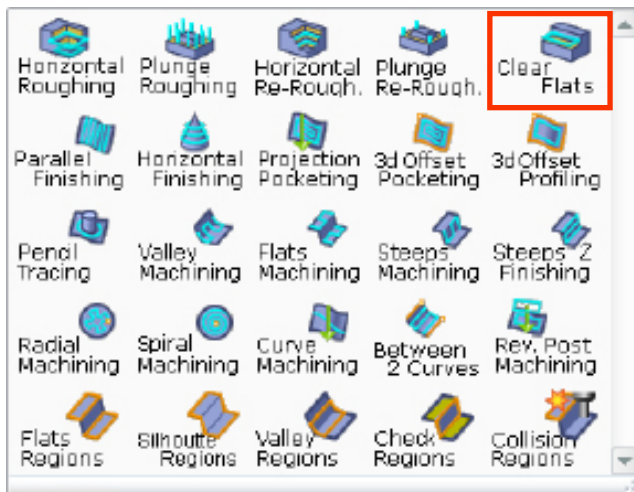 Horizontal Plunge Horizontal Plunge Clear
Roughing Roughing Re-Rough. Re-Rough. Flats
Parallel Horizontal Projection 3d Offset 3d Offset
Finishing Finishing Pocketing Pocketing Profiling
Pencil Valley Flats Steeps Steeps Z
Tracing Machining Machining Machining Finishing
Radial Spiral Curve Between Rev. Post
Machining Machining Machining 2 Curves Machining
Flats Silhoutte Valley Check Collision
Regions Regions Regions Regions Regions